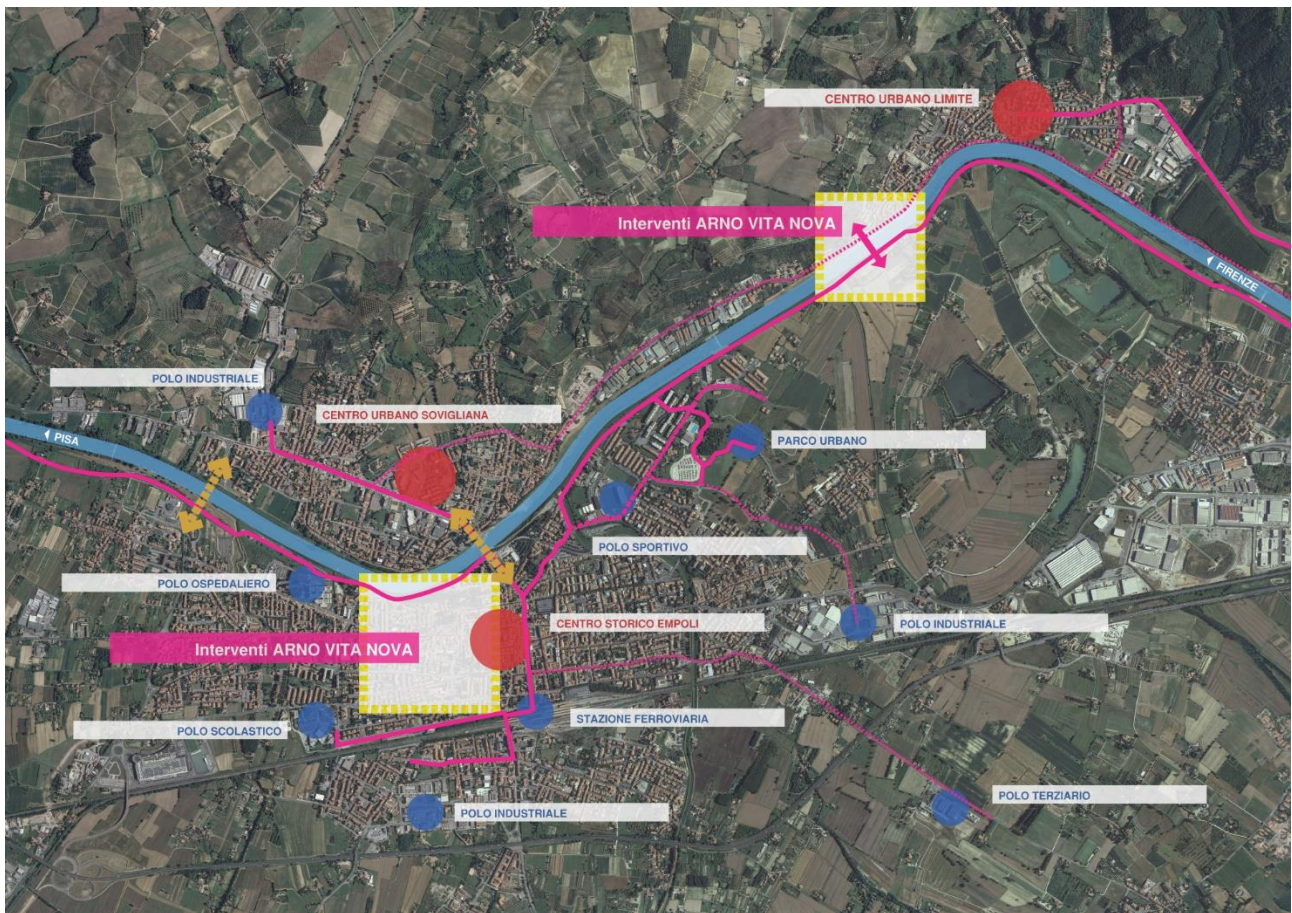 CENTRO URBANO LIMITE
Interventi ARNO VITA NOVA
FIRENZE
POLO INDUSTRIALE
CENTRO URBANO SOVIGLIANA
PISA
PARCO URBANO
POLO SPORTIVO
POLO OSPEDALIERO
CENTRO STORICO EMPOLI
POLO INDUSTRIALE
Interventi ARNO VITA NOVA
STAZIONE FERROVIARIA
POLO SCOLASTICO
POLO TERZIARIO
POLO INDUSTRIALE